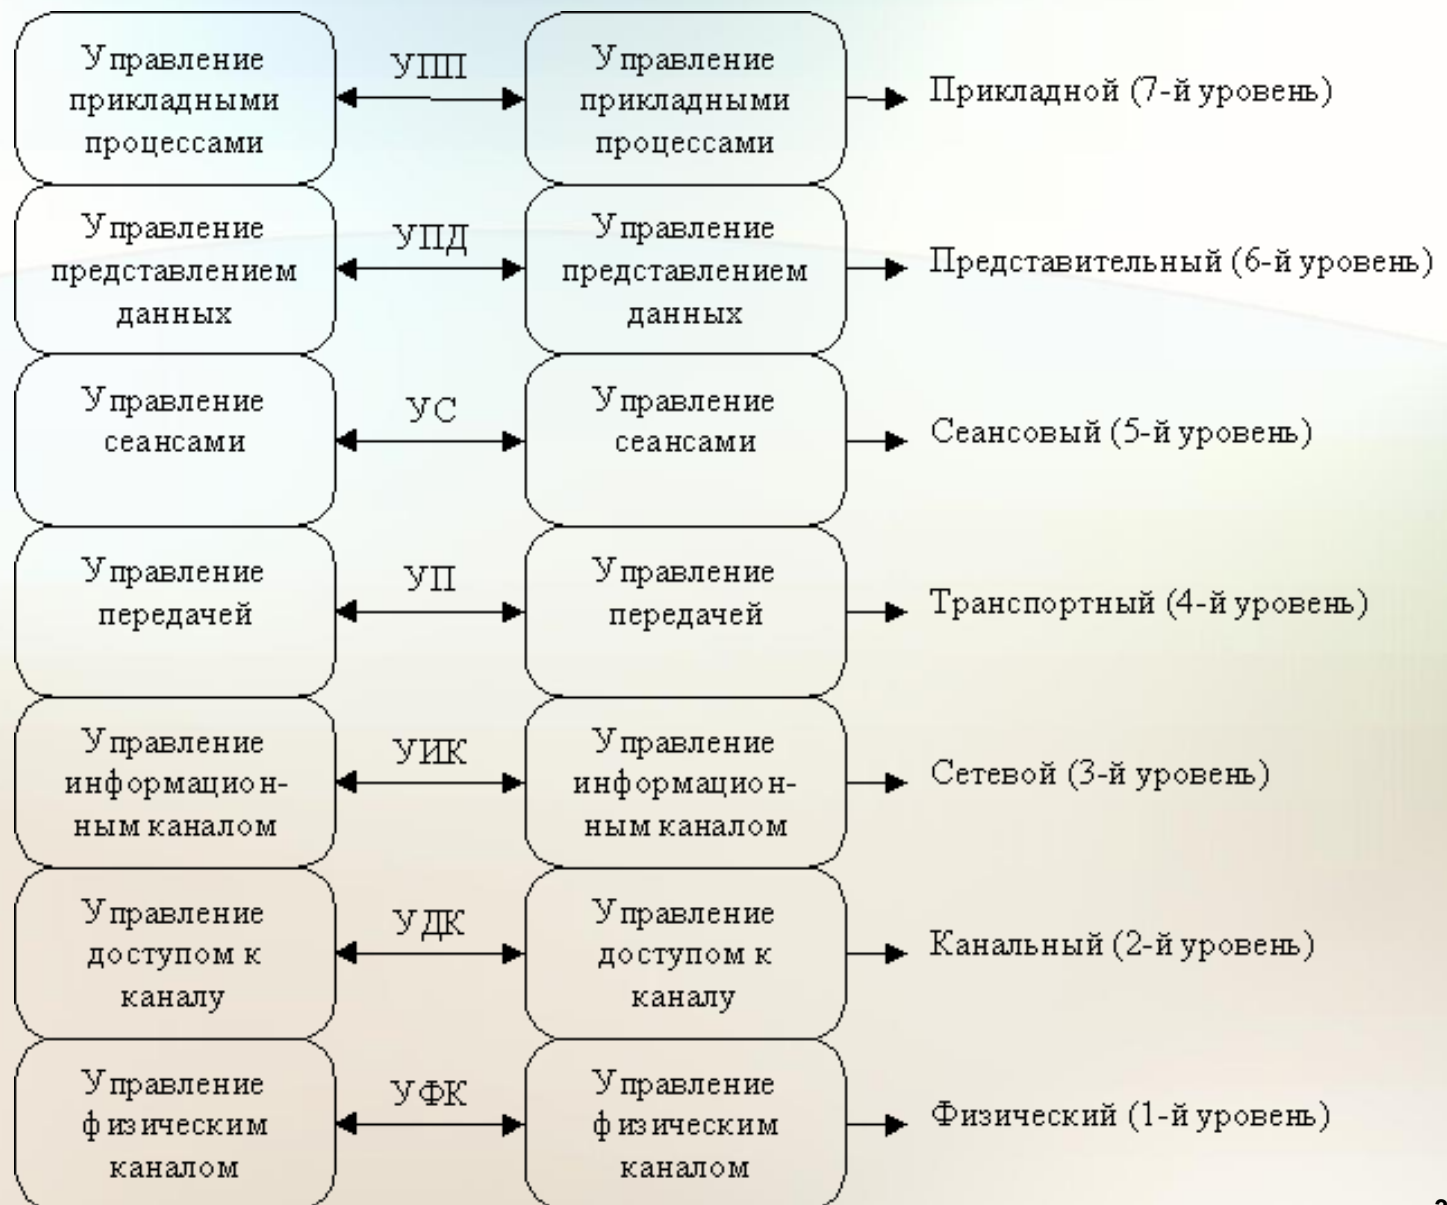 Управление
прикладными
процессами
УПП
Управление
прикладными
процессами
Прикладной (7-й уровень)
Управление
представлением
данных
УПД
Управление
представлением
данных
Представительный (6-й уровень)
Управление
сеансами
УС
Управление
сеансами
Сеансовый (5-й уровень)
Управление
передачей
УП
Управление
передачей
Транспортный (4-й уровень)
Управление
информацион-
ным каналом
УИК
Управление
информацион-
ным каналом
Сетевой (3-й уровень)
Управление
доступом к
каналу
УДК
Управление
доступом к
каналу
Канальный (2-й уровень)
Управление
физическим
каналом
УФК
Управление
физическим
каналом
Физический (1-й уровень)